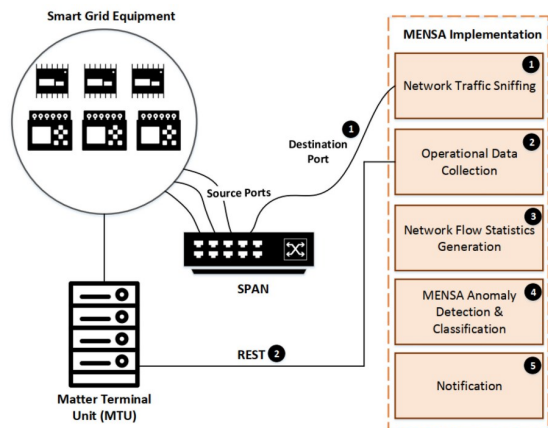 Smart Grid Equipment
MENSA Implementation
1
Network Traffic Sniffing
1
Destination
Port
2
Operational Data
Collection
Source Ports
3
Network Flow Statistics
Generation
SPAN
4
MENSA Anomaly
Detection &
Classification
REST 2
5
Notification
Matter Terminal
Unit (MTU)